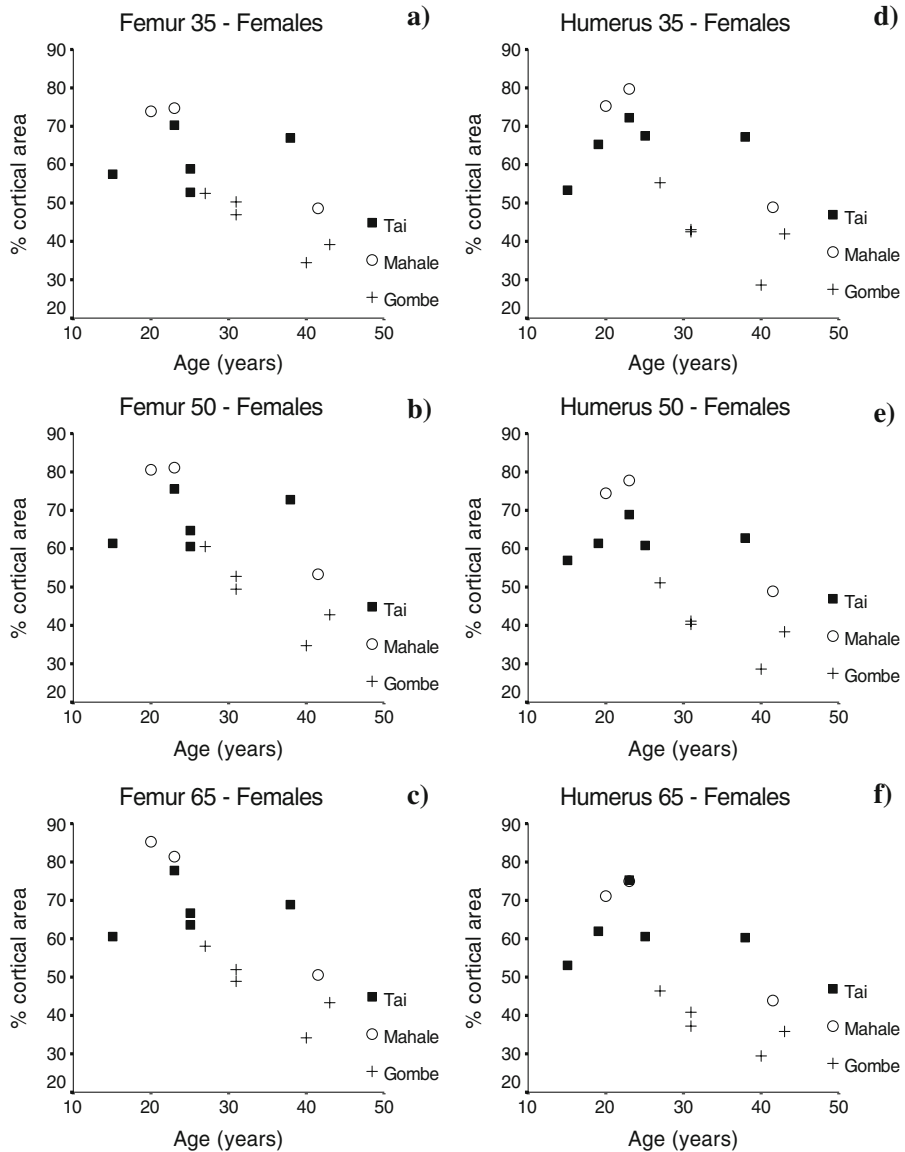 Femur 35 - Females
a)
90
80
70
60
50
40
30
20
10
20
30
40
50
% cortical area
Age (years)
Tai
Mahale
Gombe
Humerus 35 - Females
d)
90
80
70
60
50
40
30
20
10
20
30
40
50
% cortical area
Age (years)
Tai
Mahale
Gombe
Femur 50 - Females
b)
90
80
70
60
50
40
30
20
10
20
30
40
50
% cortical area
Age (years)
Tai
Mahale
Gombe
Humerus 50 - Females
e)
90
80
70
60
50
40
30
20
10
20
30
40
50
% cortical area
Age (years)
Tai
Mahale
Gombe
Femur 65 - Females
c)
90
80
70
60
50
40
30
20
10
20
30
40
50
% cortical area
Age (years)
Tai
Mahale
Gombe
Humerus 65 - Females
f)
90
80
70
60
50
40
30
20
10
20
30
40
50
% cortical area
Age (years)
Tai
Mahale
Gombe